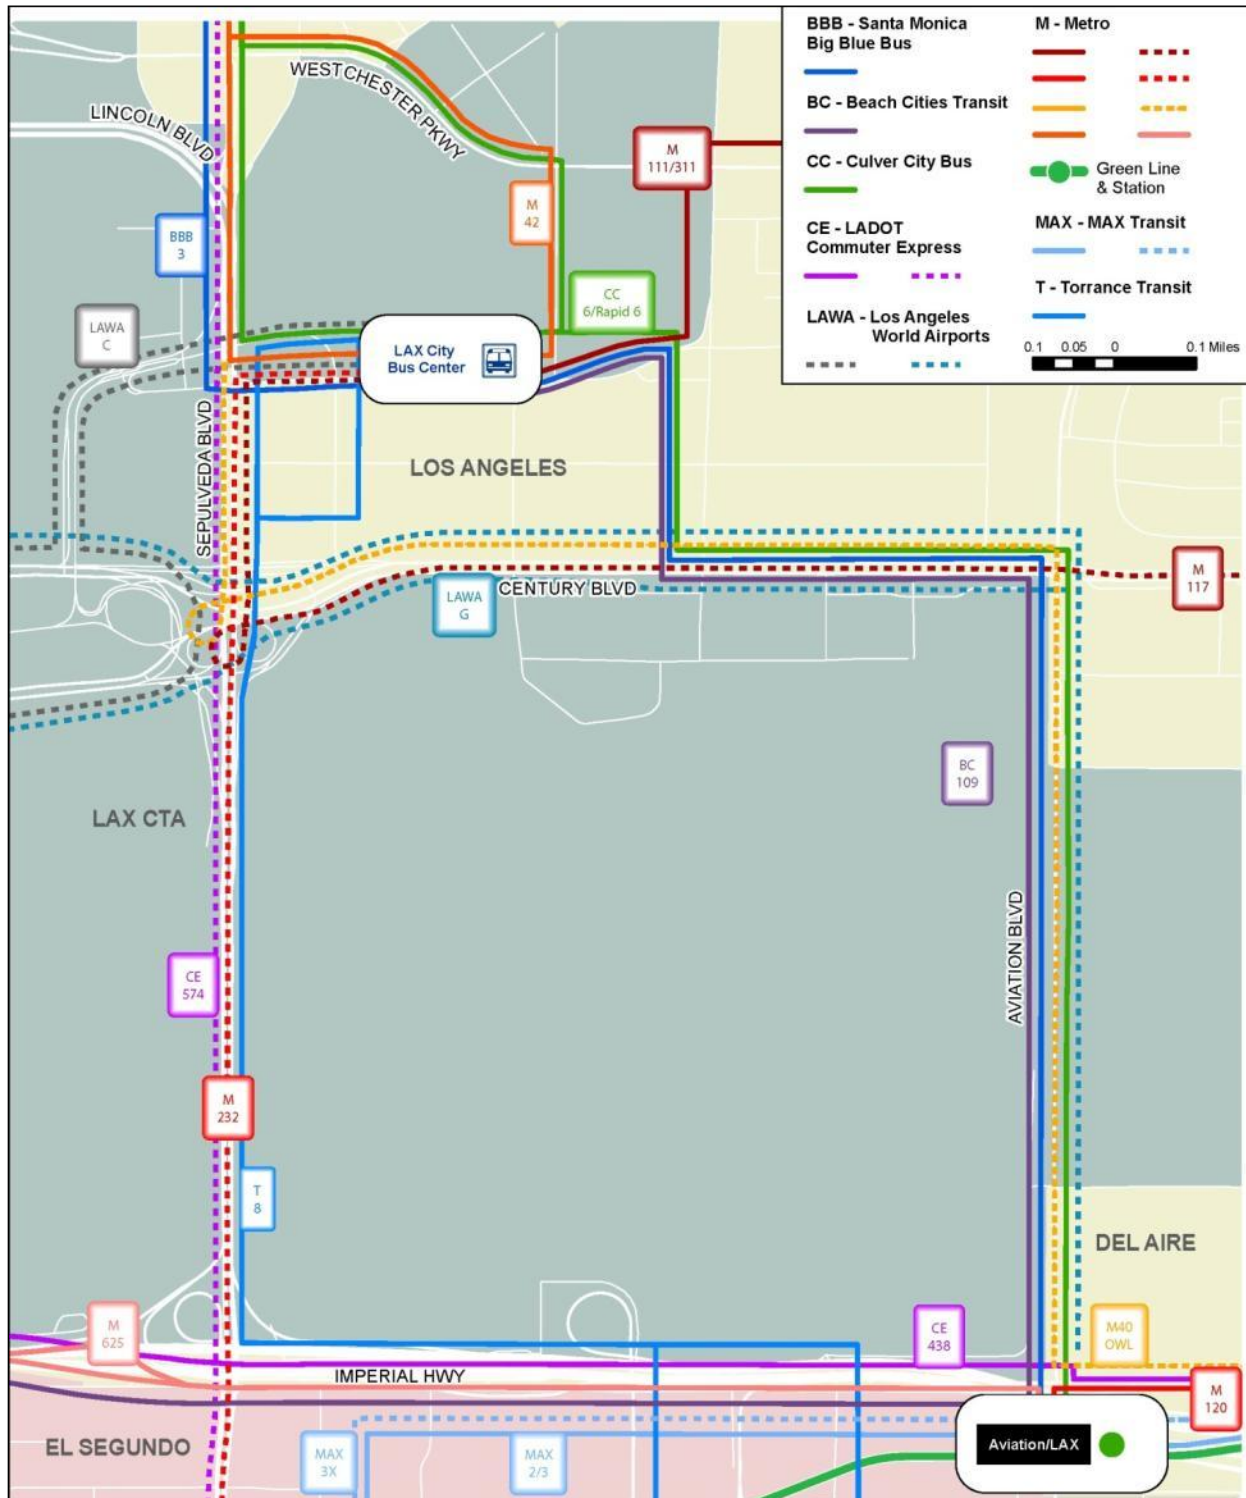 BBB - Santa Monica
Big Blue Bus
BC - Beach Cities Transit
CC - Culver City Bus
CE - LADOT
Commuter Express
LAWA - Los Angeles
World Airports
M - Metro
Green Line
& Station
MAX - MAX Transit
T - Torrance Transit
0.1 0.05 0 0.1 Miles
WESTCHESTER PKWY
LINCOLN BLVD
M
111/311
M
42
BBB
3
CC
6/Rapid 6
LAWA
C
LAX City
Bus Center
SEPULVEDA BLVD
LOS ANGELES
M
117
CENTURY BLVD
LAWA
G
BC
109
LAX CTA
AVIATION BLVD
CE
574
M
232
T
8
DEL AIRE
M
625
CE
438
M40
OWL
IMPERIAL HWY
M
120
EL SEGUNDO
MAX
3X
MAX
2/3
Aviation/LAX